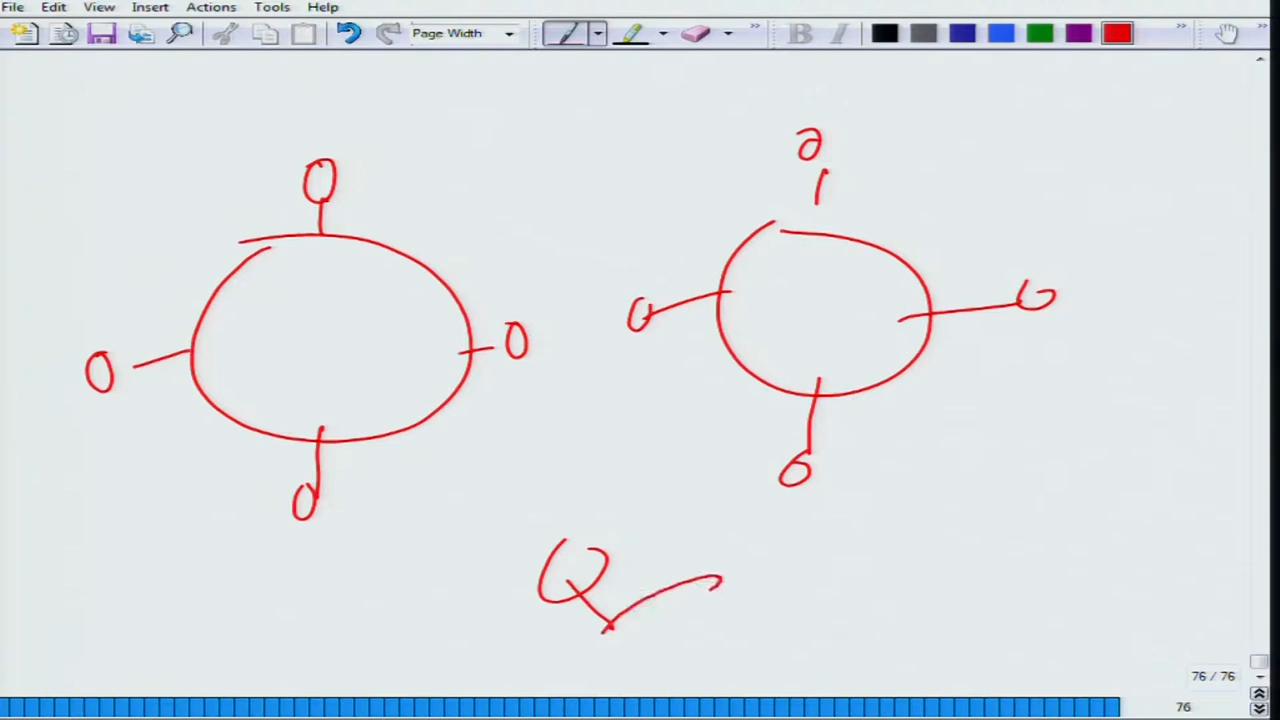 File Edit View Insert Actions Tools Help
Page Width B I
Q
76 / 76
76